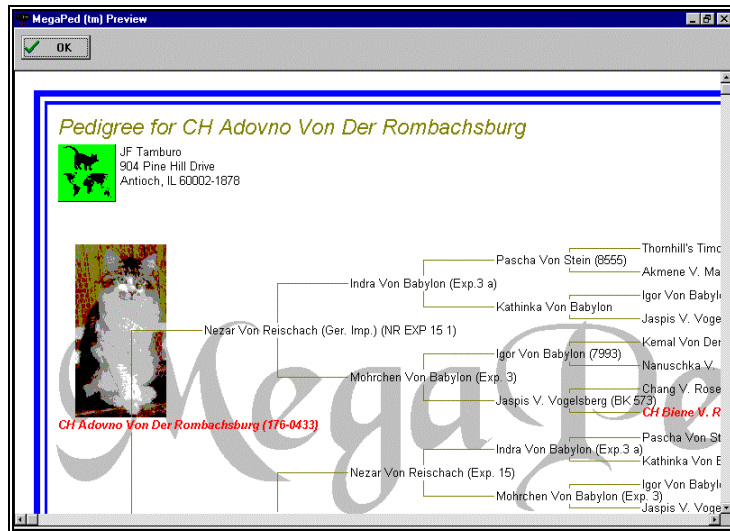 MegaPed (tm) Preview
OK
Pedigree for CH Adovno Von Der Rombachsburg
JF Tamburo
904 Pine Hill Drive
Antioch, IL 60002-1878
Thornhill's Timo
Pascha Von Stein (8555)
Akmene V. Ma
Indra Von Babylon (Exp.3 a)
Igor Von Babyl
Kathinka Von Babylon
Jaspis V. Voge
Nezar Von Reischach (Ger. Imp.) (NR EXP 15 1)
Kemal Von Der
Igor Von Babylon (7993)
Nanuschka V.
Mohrchen Von Babylon (Exp. 3)
Chang V. Rose
Jaspis V. Vogelsberg (BK 573)
CH Biene V. R
CH Adovno Von Der Rombachsburg (176-0433)
Pascha Von St
Indra Von Babylon (Exp.3 a)
Kathinka Von B
Nezar Von Reischach (Exp. 15)
Igor Von Babyl
Mohrchen Von Babylon (Exp. 3)
Jaspis V. Voge
MegaPe